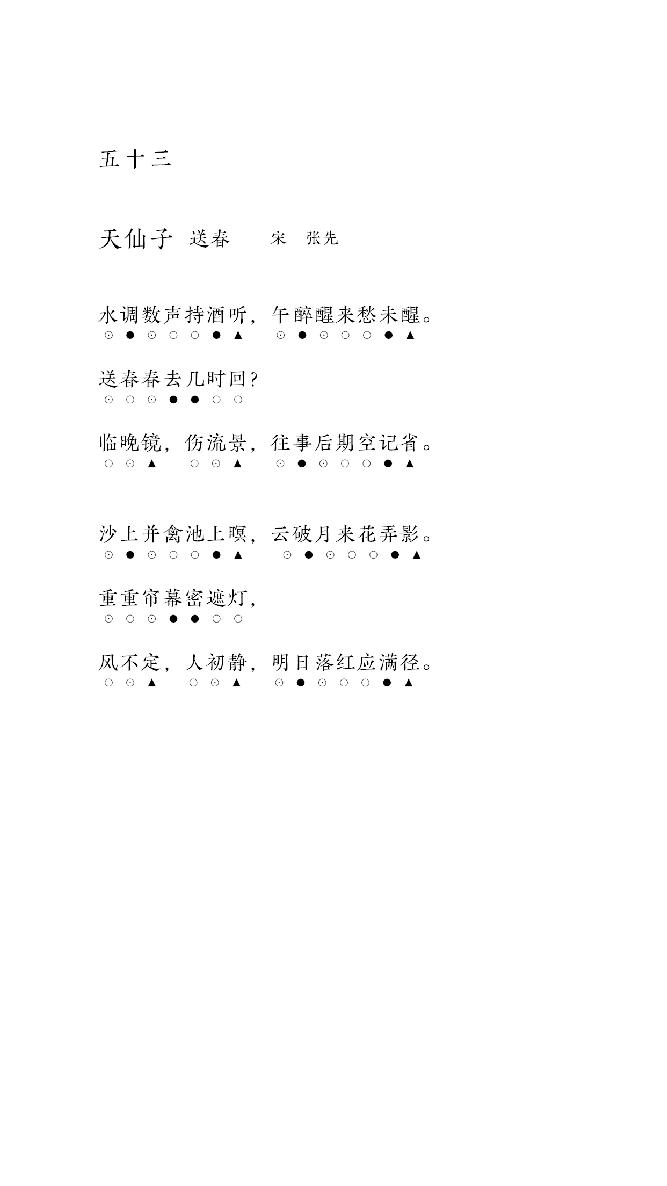 五十三
天仙子 送春 宋 张先
水调数声持酒听，午醉醒来愁未醒。
⊙●⊙○○●▲ ⊙●⊙○○●▲
送春春去几时回？
⊙○⊙●●○○
临晚镜，伤流景，往事后期空记省。
○⊙▲ ○⊙▲ ⊙●⊙○○●▲
沙上并禽池上暝，云破月来花弄影。
⊙●⊙○○●▲ ⊙●⊙○○●▲
重重帘幕密遮灯，
⊙○⊙●●○○
风不定，人初静，明日落红应满径。
○⊙▲ ○⊙▲ ⊙●⊙○○●▲